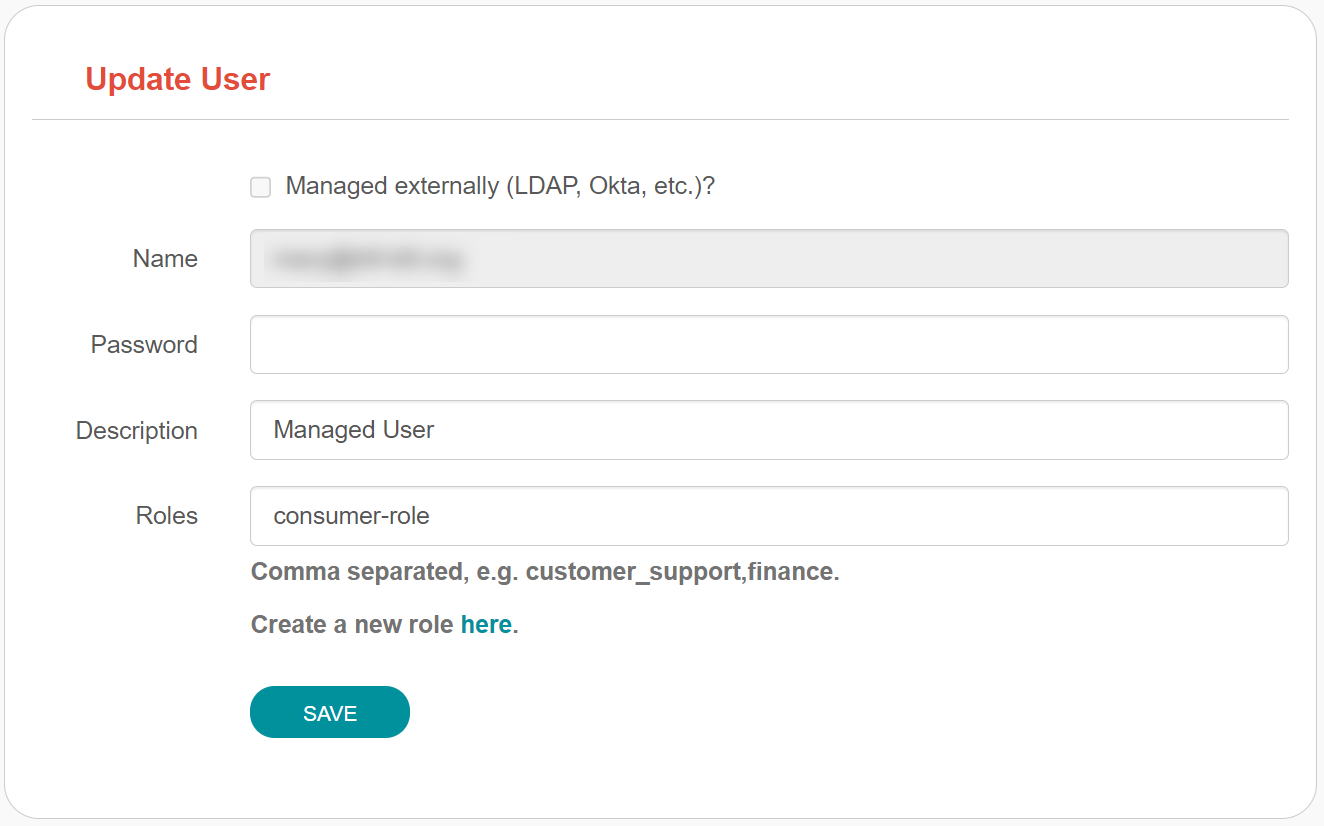 Update User
Managed externally (LDAP, Okta, etc.)?
Name
Password
Description
Managed User
Roles
consumer-role
Comma separated, e.g. customer_support,finance.
Create a new role here.
SAVE